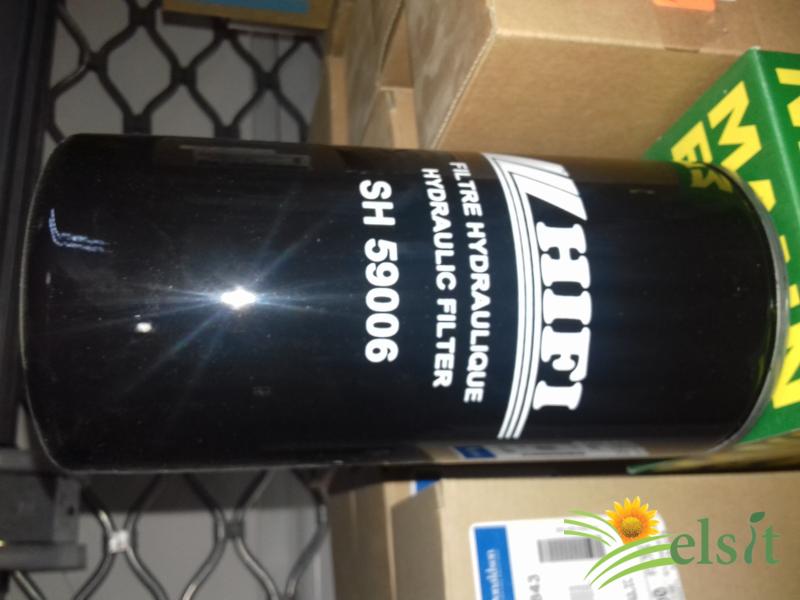 HIFI
FILTRE HYDRAULIQUE
HYDRAULIC FILTER
SH 59006
elsit